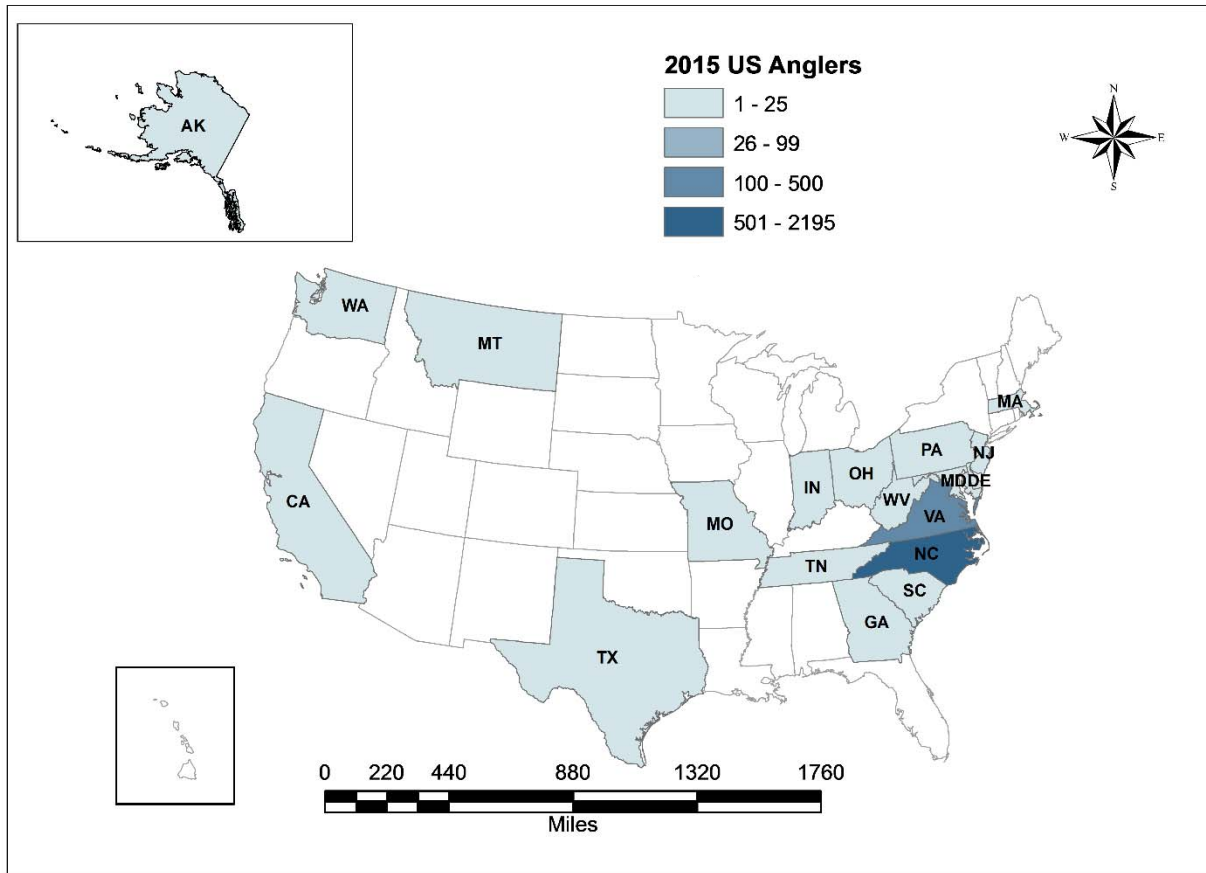 2015 US Anglers
1 - 25
26 - 99
100 - 500
501 - 2195
N
W E
S
AK
WA
MT
MA
PA
NJ
IN
OH
MDDE
WV
CA
MO
VA
NC
TN
SC
GA
TX
0 220 440 880 1320 1760
Miles